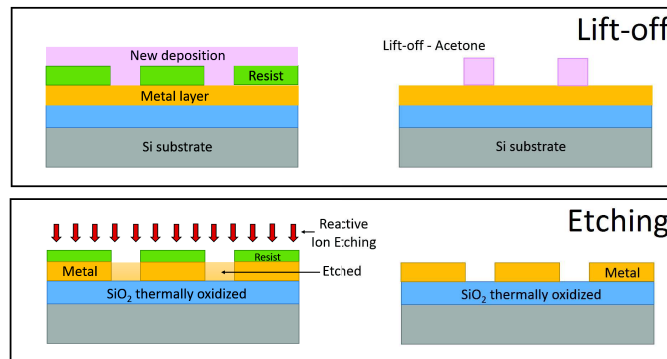 Lift-off
New deposition
Resist
Metal layer
Si substrate
Lift-off - Acetone
Si substrate
Etching
Reactive
Ion Etching
Resist
Metal
Etched
SiO₂ thermally oxidized
Metal
SiO₂ thermally oxidized